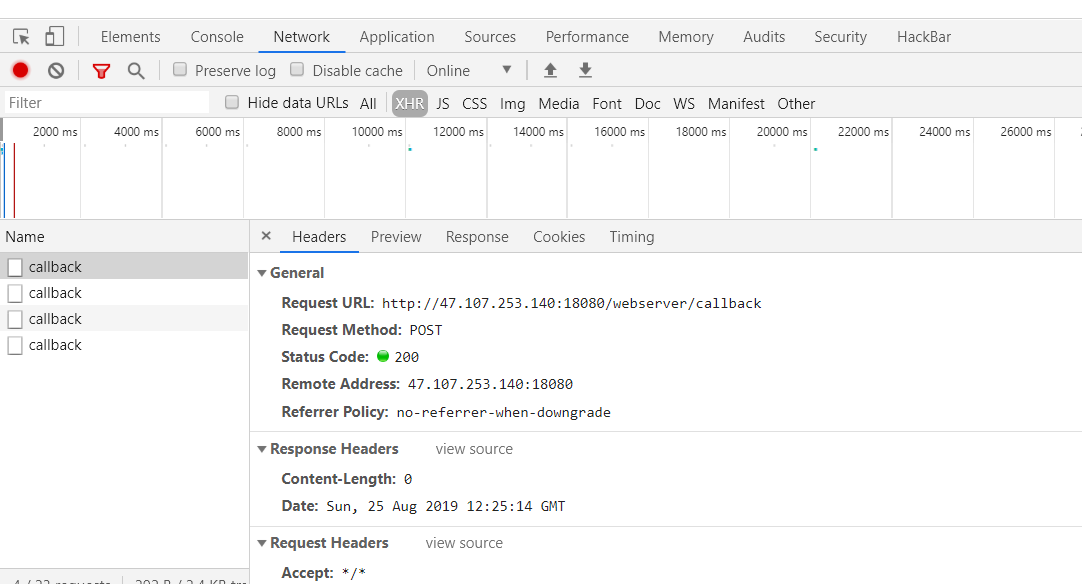 Elements Console Network Application Sources Performance Memory Audits Security HackBar
Preserve log Disable cache Online
Filter Hide data URLs All XHR JS CSS Img Media Font Doc WS Manifest Other
2000 ms 4000 ms 6000 ms 8000 ms 10000 ms 12000 ms 14000 ms 16000 ms 18000 ms 20000 ms 22000 ms 24000 ms 26000 ms
Name
callback
callback
callback
callback
× Headers Preview Response Cookies Timing
General
Request URL: http://47.107.253.140:18080/webserver/callback
Request Method: POST
Status Code: 200
Remote Address: 47.107.253.140:18080
Referrer Policy: no-referrer-when-downgrade
Response Headers view source
Content-Length: 0
Date: Sun, 25 Aug 2019 12:25:14 GMT
Request Headers view source
Accept: */*